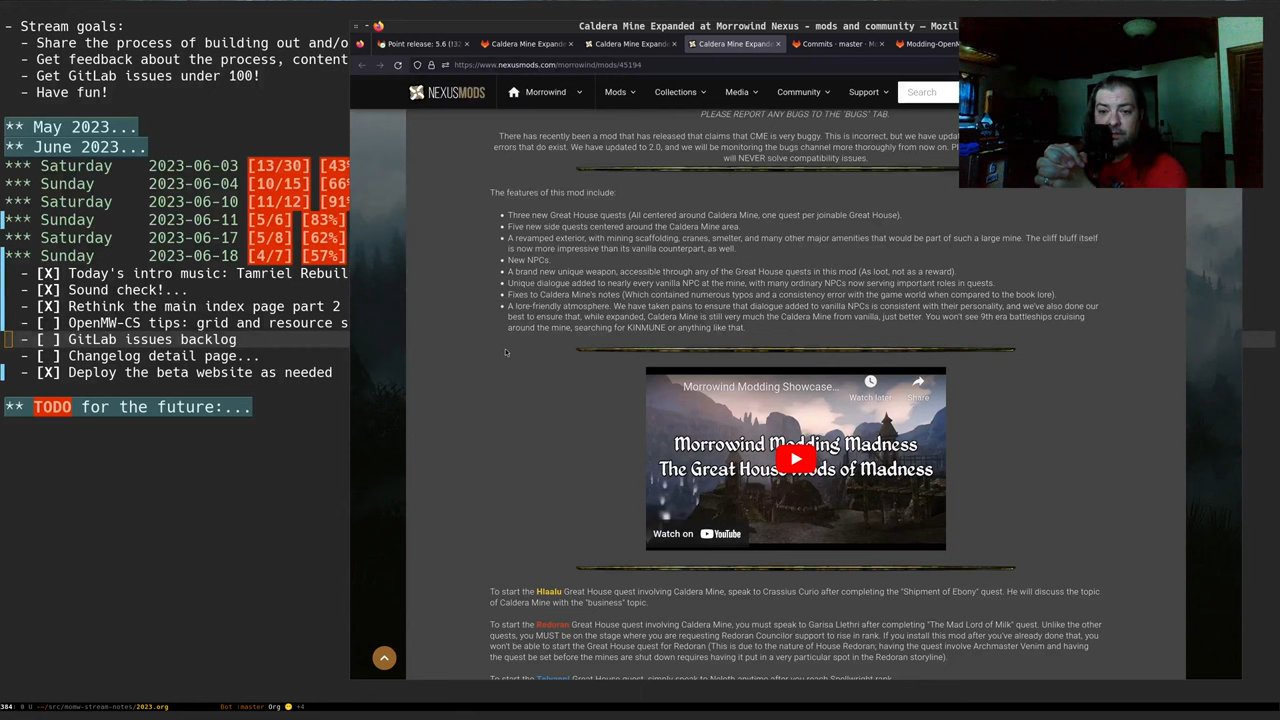 - Stream goals:
- Share the process of building out and/o
- Get feedback about the process, content
- Get GitLab issues under 100!
- Have fun!
** May 2023...
** June 2023...
*** Saturday 2023-06-03 [13/30] [43%
*** Sunday 2023-06-04 [10/15] [66%
*** Saturday 2023-06-10 [11/12] [91%
*** Sunday 2023-06-11 [5/6] [83%]
*** Saturday 2023-06-17 [5/8] [62%]
*** Sunday 2023-06-18 [4/7] [57%]
- [X] Today's intro music: Tamriel Rebuil
- [X] Sound check!...
- [X] Rethink the main index page part 2
- [ ] OpenMW-CS tips: grid and resource s
- [ ] GitLab issues backlog
- [ ] Changelog detail page...
- [X] Deploy the beta website as needed
** TODO for the future:...
384: 8 U ~~/src/momw-stream-notes/2023.org Bot :master Org +4
Caldera Mine Expanded at Morrowind Nexus - mods and community — Mozil
Point release: 5.6 (!32 Caldera Mine Expand Caldera Mine Expand Caldera Mine Expand Commits · master · Mo Modding-OpenM
https://www.nexusmods.com/morrowind/mods/45194
NEXUSMODS Morrowind Mods Collections Media Community Support Search
PLEASE REPORT ANY BUGS TO THE "BUGS" TAB.
There has recently been a mod that has released that claims that CME is very buggy. This is incorrect, but we have updat
errors that do exist. We have updated to 2.0, and we will be monitoring the bugs channel more thoroughly from now on. Pl
will NEVER solve compatibility issues.
The features of this mod include:
• Three new Great House quests (All centered around Caldera Mine, one quest per joinable Great House).
• Five new side quests centered around the Caldera Mine area.
• A revamped exterior, with mining scaffolding, cranes, smelter, and many other major amenities that would be part of such a large mine. The cliff bluff itself
is now more impressive than its vanilla counterpart, as well.
• New NPCs.
• A brand new unique weapon, accessible through any of the Great House quests in this mod (As loot, not as a reward).
• Unique dialogue added to nearly every vanilla NPC at the mine, with many ordinary NPCs now serving important roles in quests.
• Fixes to Caldera Mine's notes (Which contained numerous typos and a consistency error with the game world when compared to the book lore).
• A lore-friendly atmosphere. We have taken pains to ensure that dialogue added to vanilla NPCs is consistent with their personality, and we've also done our
best to ensure that, while expanded, Caldera Mine is still very much the Caldera Mine from vanilla, just better. You won't see 9th era battleships cruising
around the mine, searching for KINMUNE or anything like that.
Morrowind Modding Showcase...
Watch later Share
Morrowind Modding Madness
The Great House Mods of Madness
Watch on YouTube
To start the Hlaalu Great House quest involving Caldera Mine, speak to Crassius Curio after completing the "Shipment of Ebony" quest. He will discuss the topic
of Caldera Mine with the "business" topic.
To start the Redoran Great House quest involving Caldera Mine, you must speak to Garisa Llethri after completing "The Mad Lord of Milk" quest. Unlike the other
quests, you MUST be on the stage where you are requesting Redoran Councilor support to rise in rank. If you install this mod after you've already done that, you
won't be able to start the Great House quest for Redoran (This is due to the nature of House Redoran; having the quest involve Archmaster Venim and having
the quest be set before the mines are shut down requires having it put in a very particular spot in the Redoran storyline).
To start the Telvanni Great House quest, simply speak to Neloth anytime after you reach Spellwright rank.